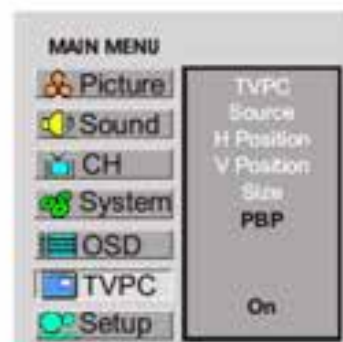 MAIN MENU
Picture
Sound
CH
System
OSD
TVPC
Setup
TVPC
Source
H Position
V Position
Size
PBP
On